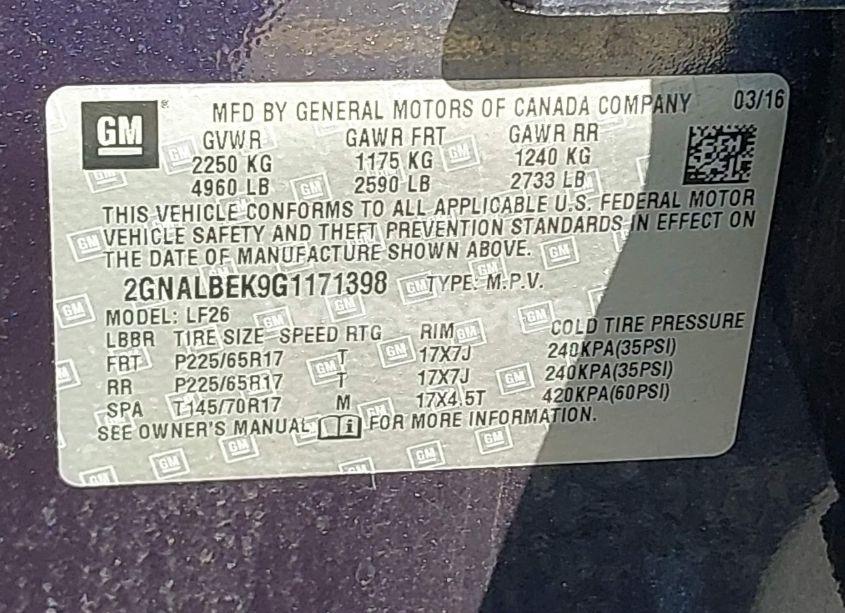 GM ® MFD BY GENERAL MOTORS OF CANADA COMPANY 03/16
GVWR GAWR FRT GAWR RR
2250 KG 1175 KG 1240 KG
4960 LB 2590 LB 2733 LB
THIS VEHICLE CONFORMS TO ALL APPLICABLE U.S. FEDERAL MOTOR
VEHICLE SAFETY AND THEFT PREVENTION STANDARDS IN EFFECT ON
THE DATE OF MANUFACTURE SHOWN ABOVE.
2GNALBEK9G1171398 TYPE: M.P.V.
MODEL: LF26
LBBR TIRE SIZE SPEED RTG RIM COLD TIRE PRESSURE
FRT P225/65R17 T 17X7J 240KPA(35PSI)
RR P225/65R17 T 17X7J 240KPA(35PSI)
SPA T145/70R17 M 17X4.5T 420KPA(60PSI)
SEE OWNER'S MANUAL i FOR MORE INFORMATION.